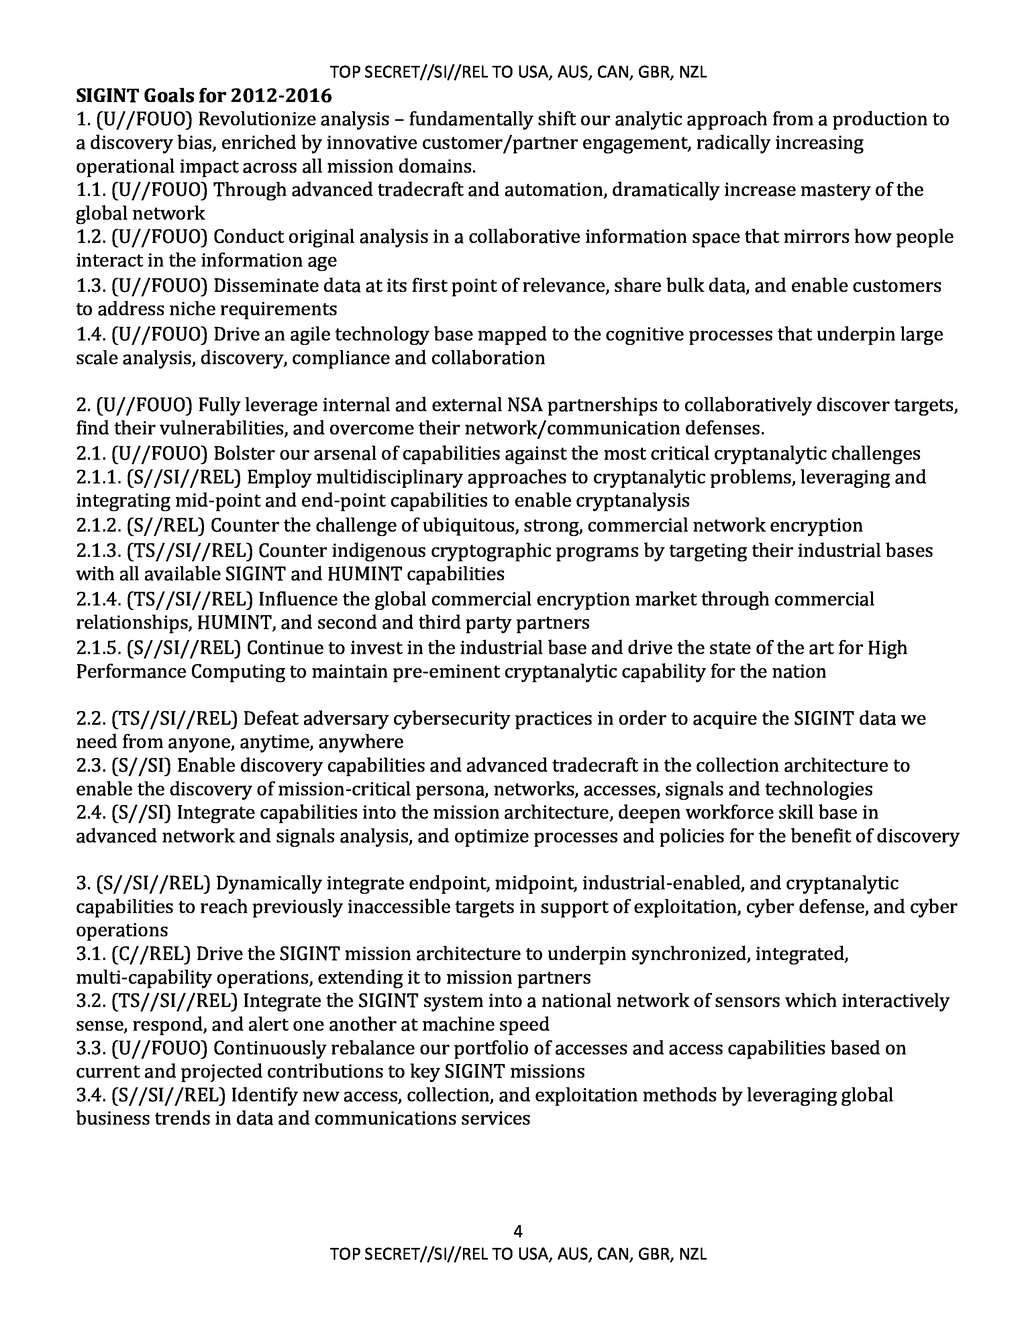 TOP SECRET//SI//REL TO USA, AUS, CAN, GBR, NZL
SIGINT Goals for 2012-2016
1. (U//FOUO) Revolutionize analysis – fundamentally shift our analytic approach from a production to
a discovery bias, enriched by innovative customer/partner engagement, radically increasing
operational impact across all mission domains.
1.1. (U//FOUO) Through advanced tradecraft and automation, dramatically increase mastery of the
global network
1.2. (U//FOUO) Conduct original analysis in a collaborative information space that mirrors how people
interact in the information age
1.3. (U//FOUO) Disseminate data at its first point of relevance, share bulk data, and enable customers
to address niche requirements
1.4. (U//FOUO) Drive an agile technology base mapped to the cognitive processes that underpin large
scale analysis, discovery, compliance and collaboration
2. (U//FOUO) Fully leverage internal and external NSA partnerships to collaboratively discover targets,
find their vulnerabilities, and overcome their network/communication defenses.
2.1. (U//FOUO) Bolster our arsenal of capabilities against the most critical cryptanalytic challenges
2.1.1. (S//SI//REL) Employ multidisciplinary approaches to cryptanalytic problems, leveraging and
integrating mid-point and end-point capabilities to enable cryptanalysis
2.1.2. (S//REL) Counter the challenge of ubiquitous, strong, commercial network encryption
2.1.3. (TS//SI//REL) Counter indigenous cryptographic programs by targeting their industrial bases
with all available SIGINT and HUMINT capabilities
2.1.4. (TS//SI//REL) Influence the global commercial encryption market through commercial
relationships, HUMINT, and second and third party partners
2.1.5. (S//SI//REL) Continue to invest in the industrial base and drive the state of the art for High
Performance Computing to maintain pre-eminent cryptanalytic capability for the nation
2.2. (TS//SI//REL) Defeat adversary cybersecurity practices in order to acquire the SIGINT data we
need from anyone, anytime, anywhere
2.3. (S//SI) Enable discovery capabilities and advanced tradecraft in the collection architecture to
enable the discovery of mission-critical persona, networks, accesses, signals and technologies
2.4. (S//SI) Integrate capabilities into the mission architecture, deepen workforce skill base in
advanced network and signals analysis, and optimize processes and policies for the benefit of discovery
3. (S//SI//REL) Dynamically integrate endpoint, midpoint, industrial-enabled, and cryptanalytic
capabilities to reach previously inaccessible targets in support of exploitation, cyber defense, and cyber
operations
3.1. (C//REL) Drive the SIGINT mission architecture to underpin synchronized, integrated,
multi-capability operations, extending it to mission partners
3.2. (TS//SI//REL) Integrate the SIGINT system into a national network of sensors which interactively
sense, respond, and alert one another at machine speed
3.3. (U//FOUO) Continuously rebalance our portfolio of accesses and access capabilities based on
current and projected contributions to key SIGINT missions
3.4. (S//SI//REL) Identify new access, collection, and exploitation methods by leveraging global
business trends in data and communications services
4
TOP SECRET//SI//REL TO USA, AUS, CAN, GBR, NZL